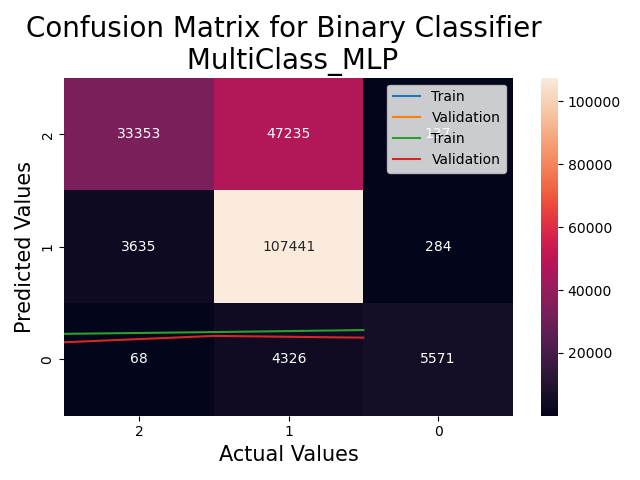 Confusion Matrix for Binary Classifier
MultiClass_MLP
Train
Validation
Train
Validation
2
33353
47235
1
3635
107441
284
0
68
4326
5571
2
1
0
Predicted Values
Actual Values
100000
80000
60000
40000
20000